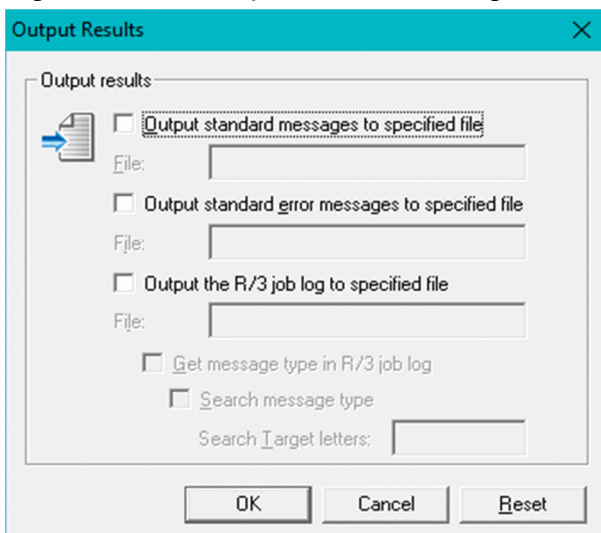 Output Results
Output results
Output standard messages to specified file
File:
Output standard error messages to specified file
File:
Output the R/3 job log to specified file
File:
Get message type in R/3 job log
Search message type
Search Target letters:
OK Cancel Reset